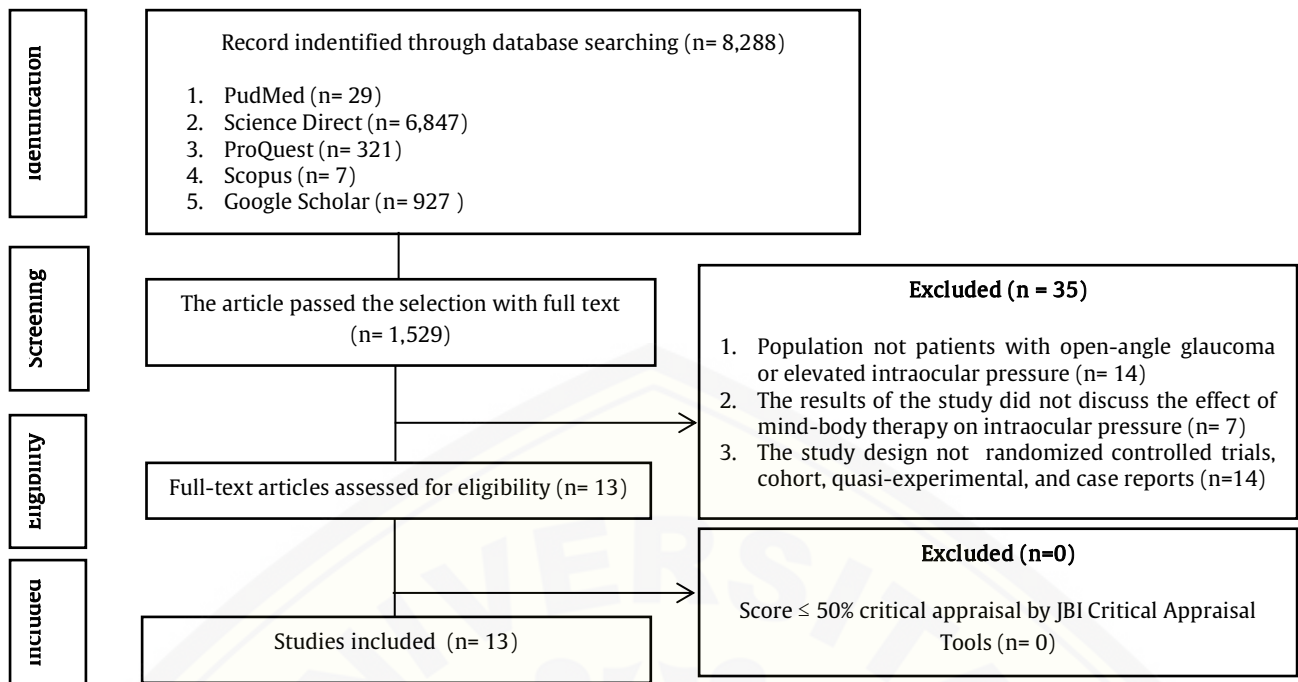 Identification
Record indentified through database searching (n= 8,288)
1. PudMed (n= 29)
2. Science Direct (n= 6,847)
3. ProQuest (n= 321)
4. Scopus (n= 7)
5. Google Scholar (n= 927 )
Screening
The article passed the selection with full text
(n= 1,529)
Excluded (n = 35)
1. Population not patients with open-angle glaucoma
or elevated intraocular pressure (n= 14)
2. The results of the study did not discuss the effect of
mind-body therapy on intraocular pressure (n= 7)
3. The study design not randomized controlled trials,
cohort, quasi-experimental, and case reports (n=14)
Eligibility
Full-text articles assessed for eligibility (n= 13)
Excluded (n=0)
Score ≤ 50% critical appraisal by JBI Critical Appraisal
Tools (n= 0)
Included
Studies included (n= 13)